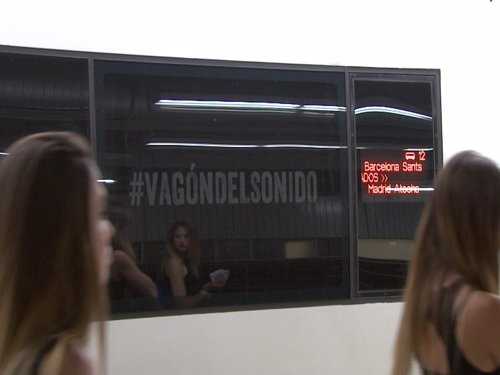 #VAGÓNDELSONIDO
12
Barcelona Sants
ADOS >>
Madrid Atocha